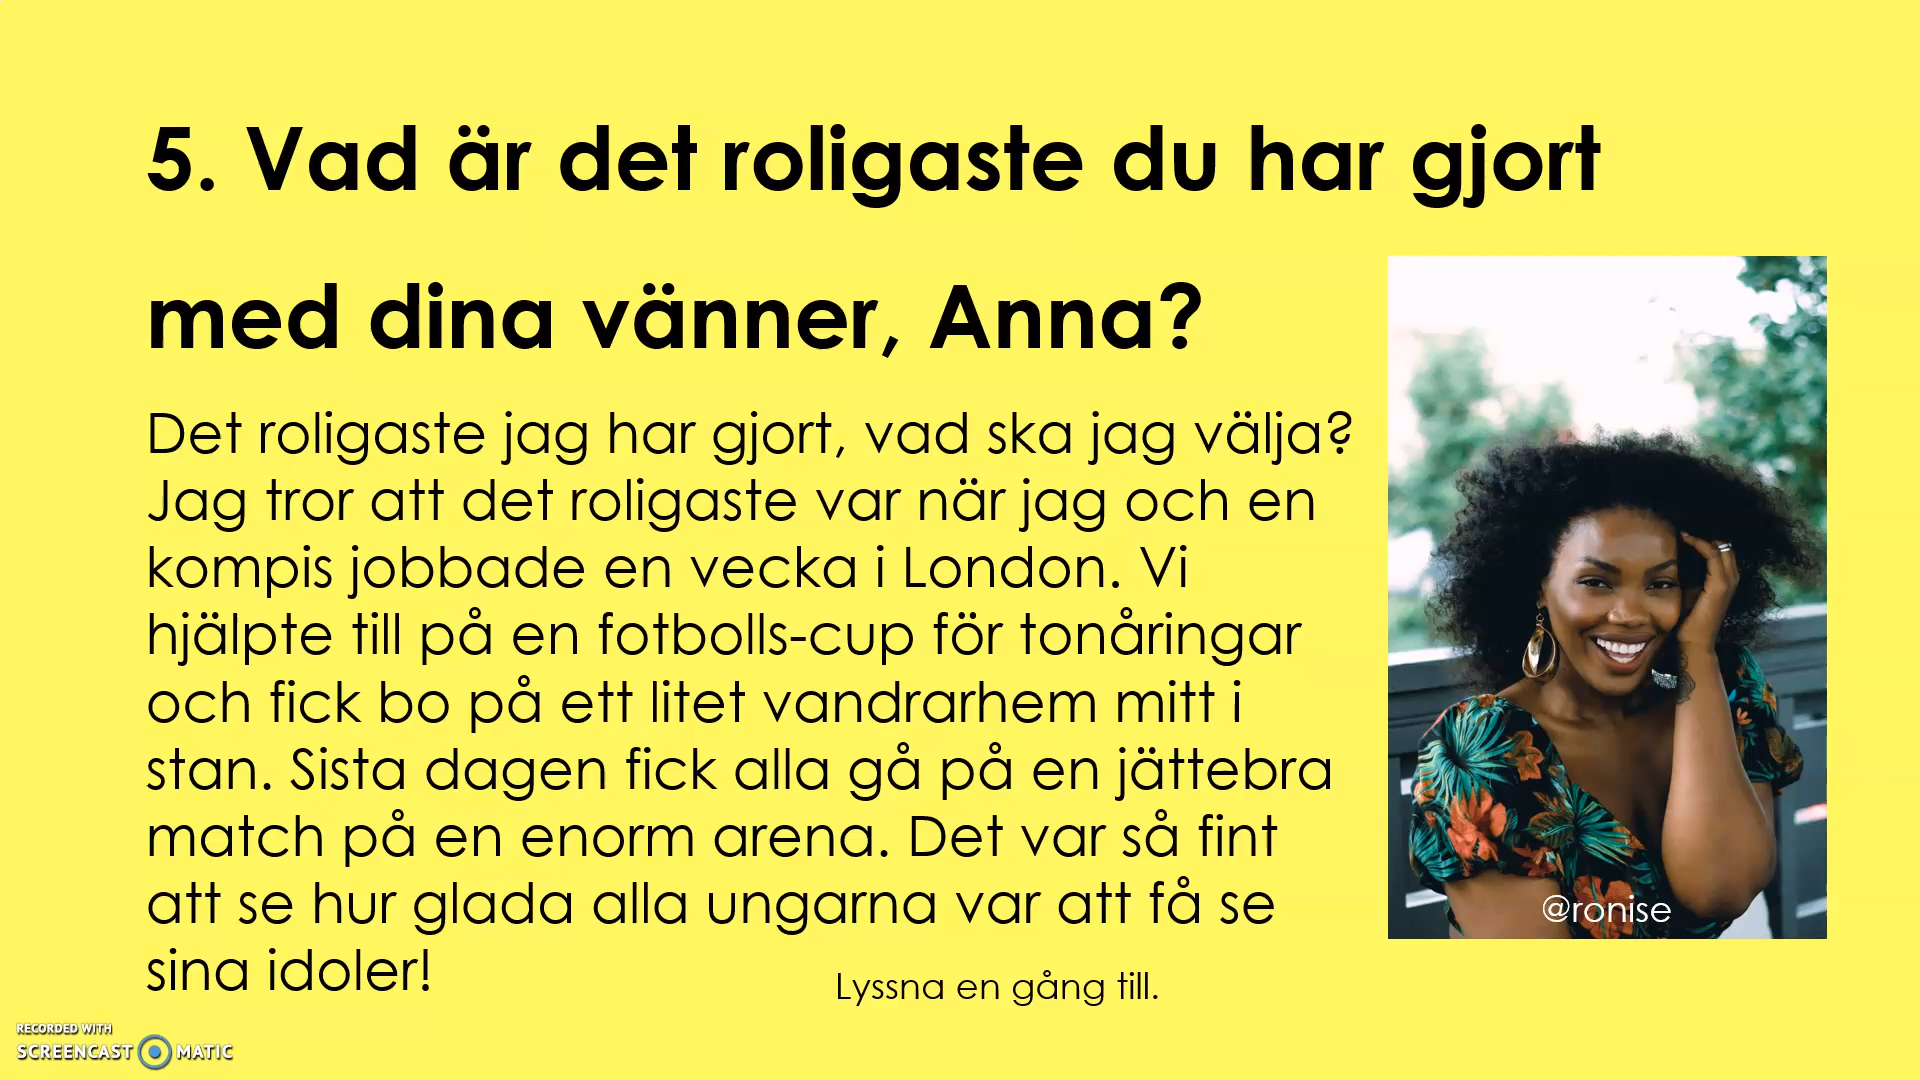 5. Vad är det roligaste du har gjort
med dina vänner, Anna?
Det roligaste jag har gjort, vad ska jag välja?
Jag tror att det roligaste var när jag och en
kompis jobbade en vecka i London. Vi
hjälpte till på en fotbolls-cup för tonåringar
och fick bo på ett litet vandrarhem mitt i
stan. Sista dagen fick alla gå på en jättebra
match på en enorm arena. Det var så fint
att se hur glada alla ungarna var att få se
sina idoler!
@ronise
Lyssna en gång till.
RECORDED WITH
SCREENCAST MATIC